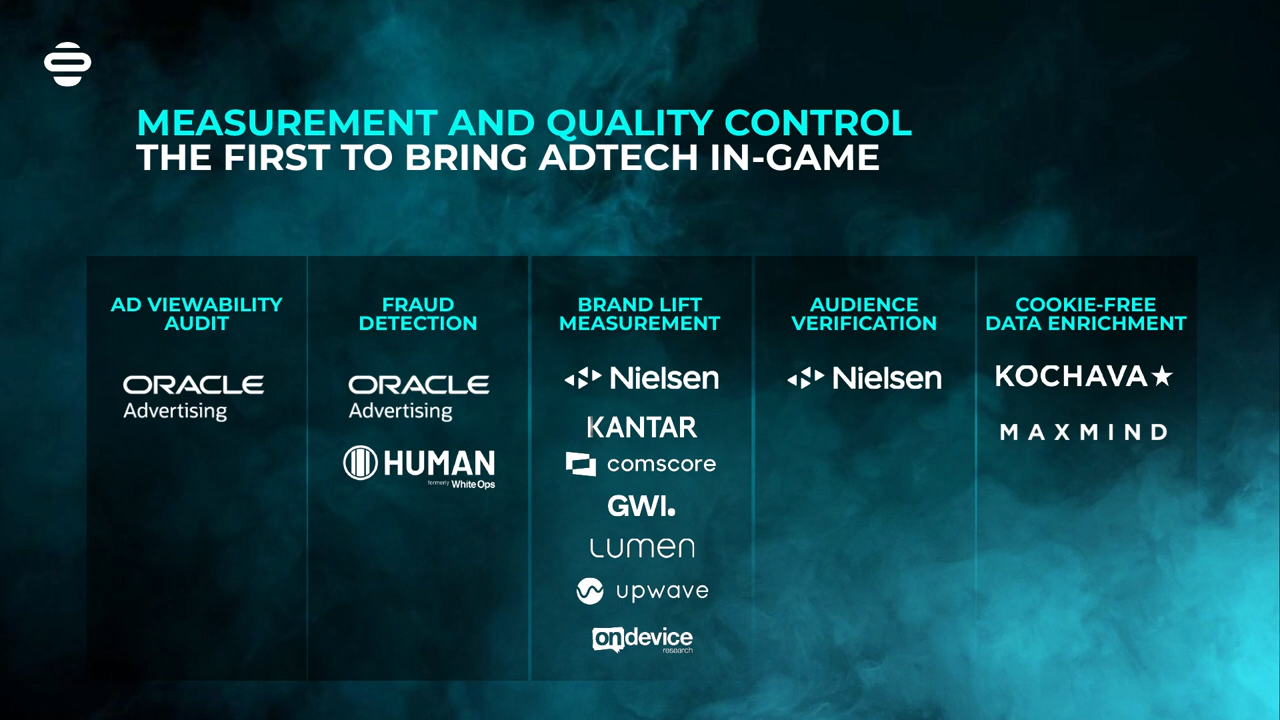 MEASUREMENT AND QUALITY CONTROL
THE FIRST TO BRING ADTECH IN-GAME
AD VIEWABILITY
AUDIT
ORACLE
Advertising
FRAUD
DETECTION
ORACLE
Advertising
HUMAN
formerly White Ops
BRAND LIFT
MEASUREMENT
Nielsen
KANTAR
comscore
GWI.
Lumen
upwave
ondevice
research
AUDIENCE
VERIFICATION
Nielsen
COOKIE-FREE
DATA ENRICHMENT
KOCHAVA★
MAXMIND